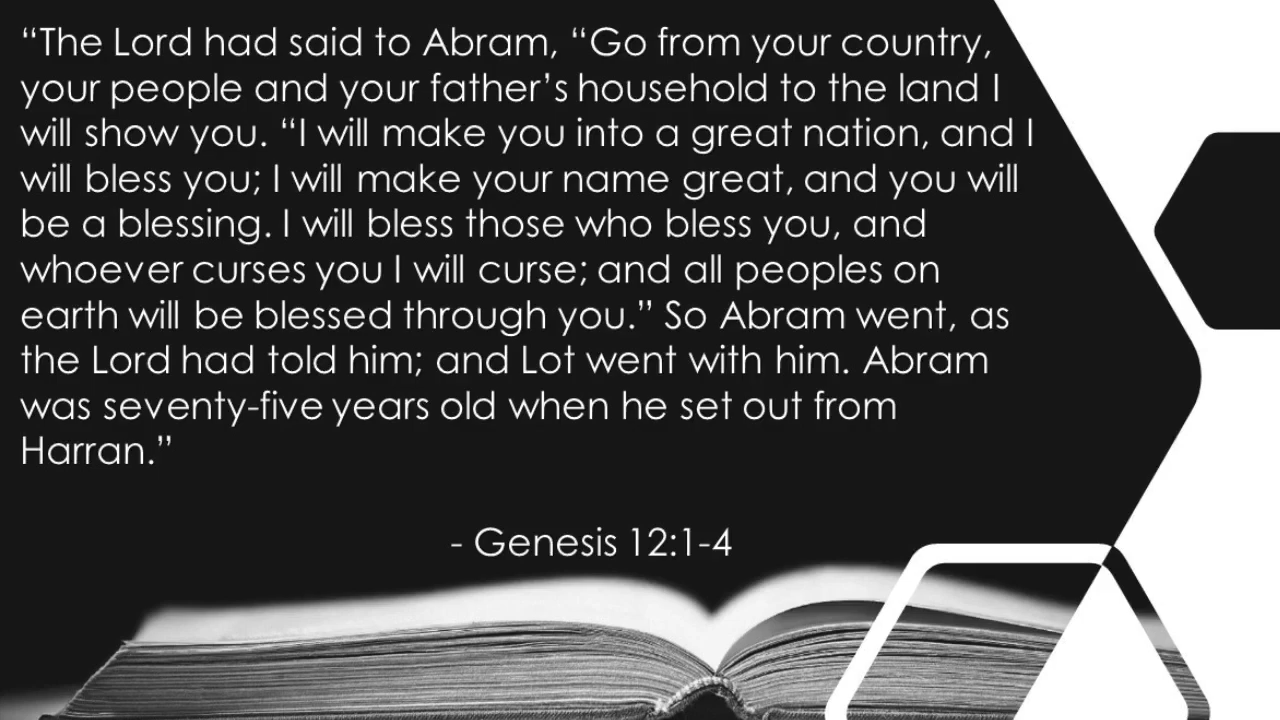 “The Lord had said to Abram, “Go from your country,
your people and your father’s household to the land I
will show you. “I will make you into a great nation, and I
will bless you; I will make your name great, and you will
be a blessing. I will bless those who bless you, and
whoever curses you I will curse; and all peoples on
earth will be blessed through you.” So Abram went, as
the Lord had told him; and Lot went with him. Abram
was seventy-five years old when he set out from
Harran.”
- Genesis 12:1-4